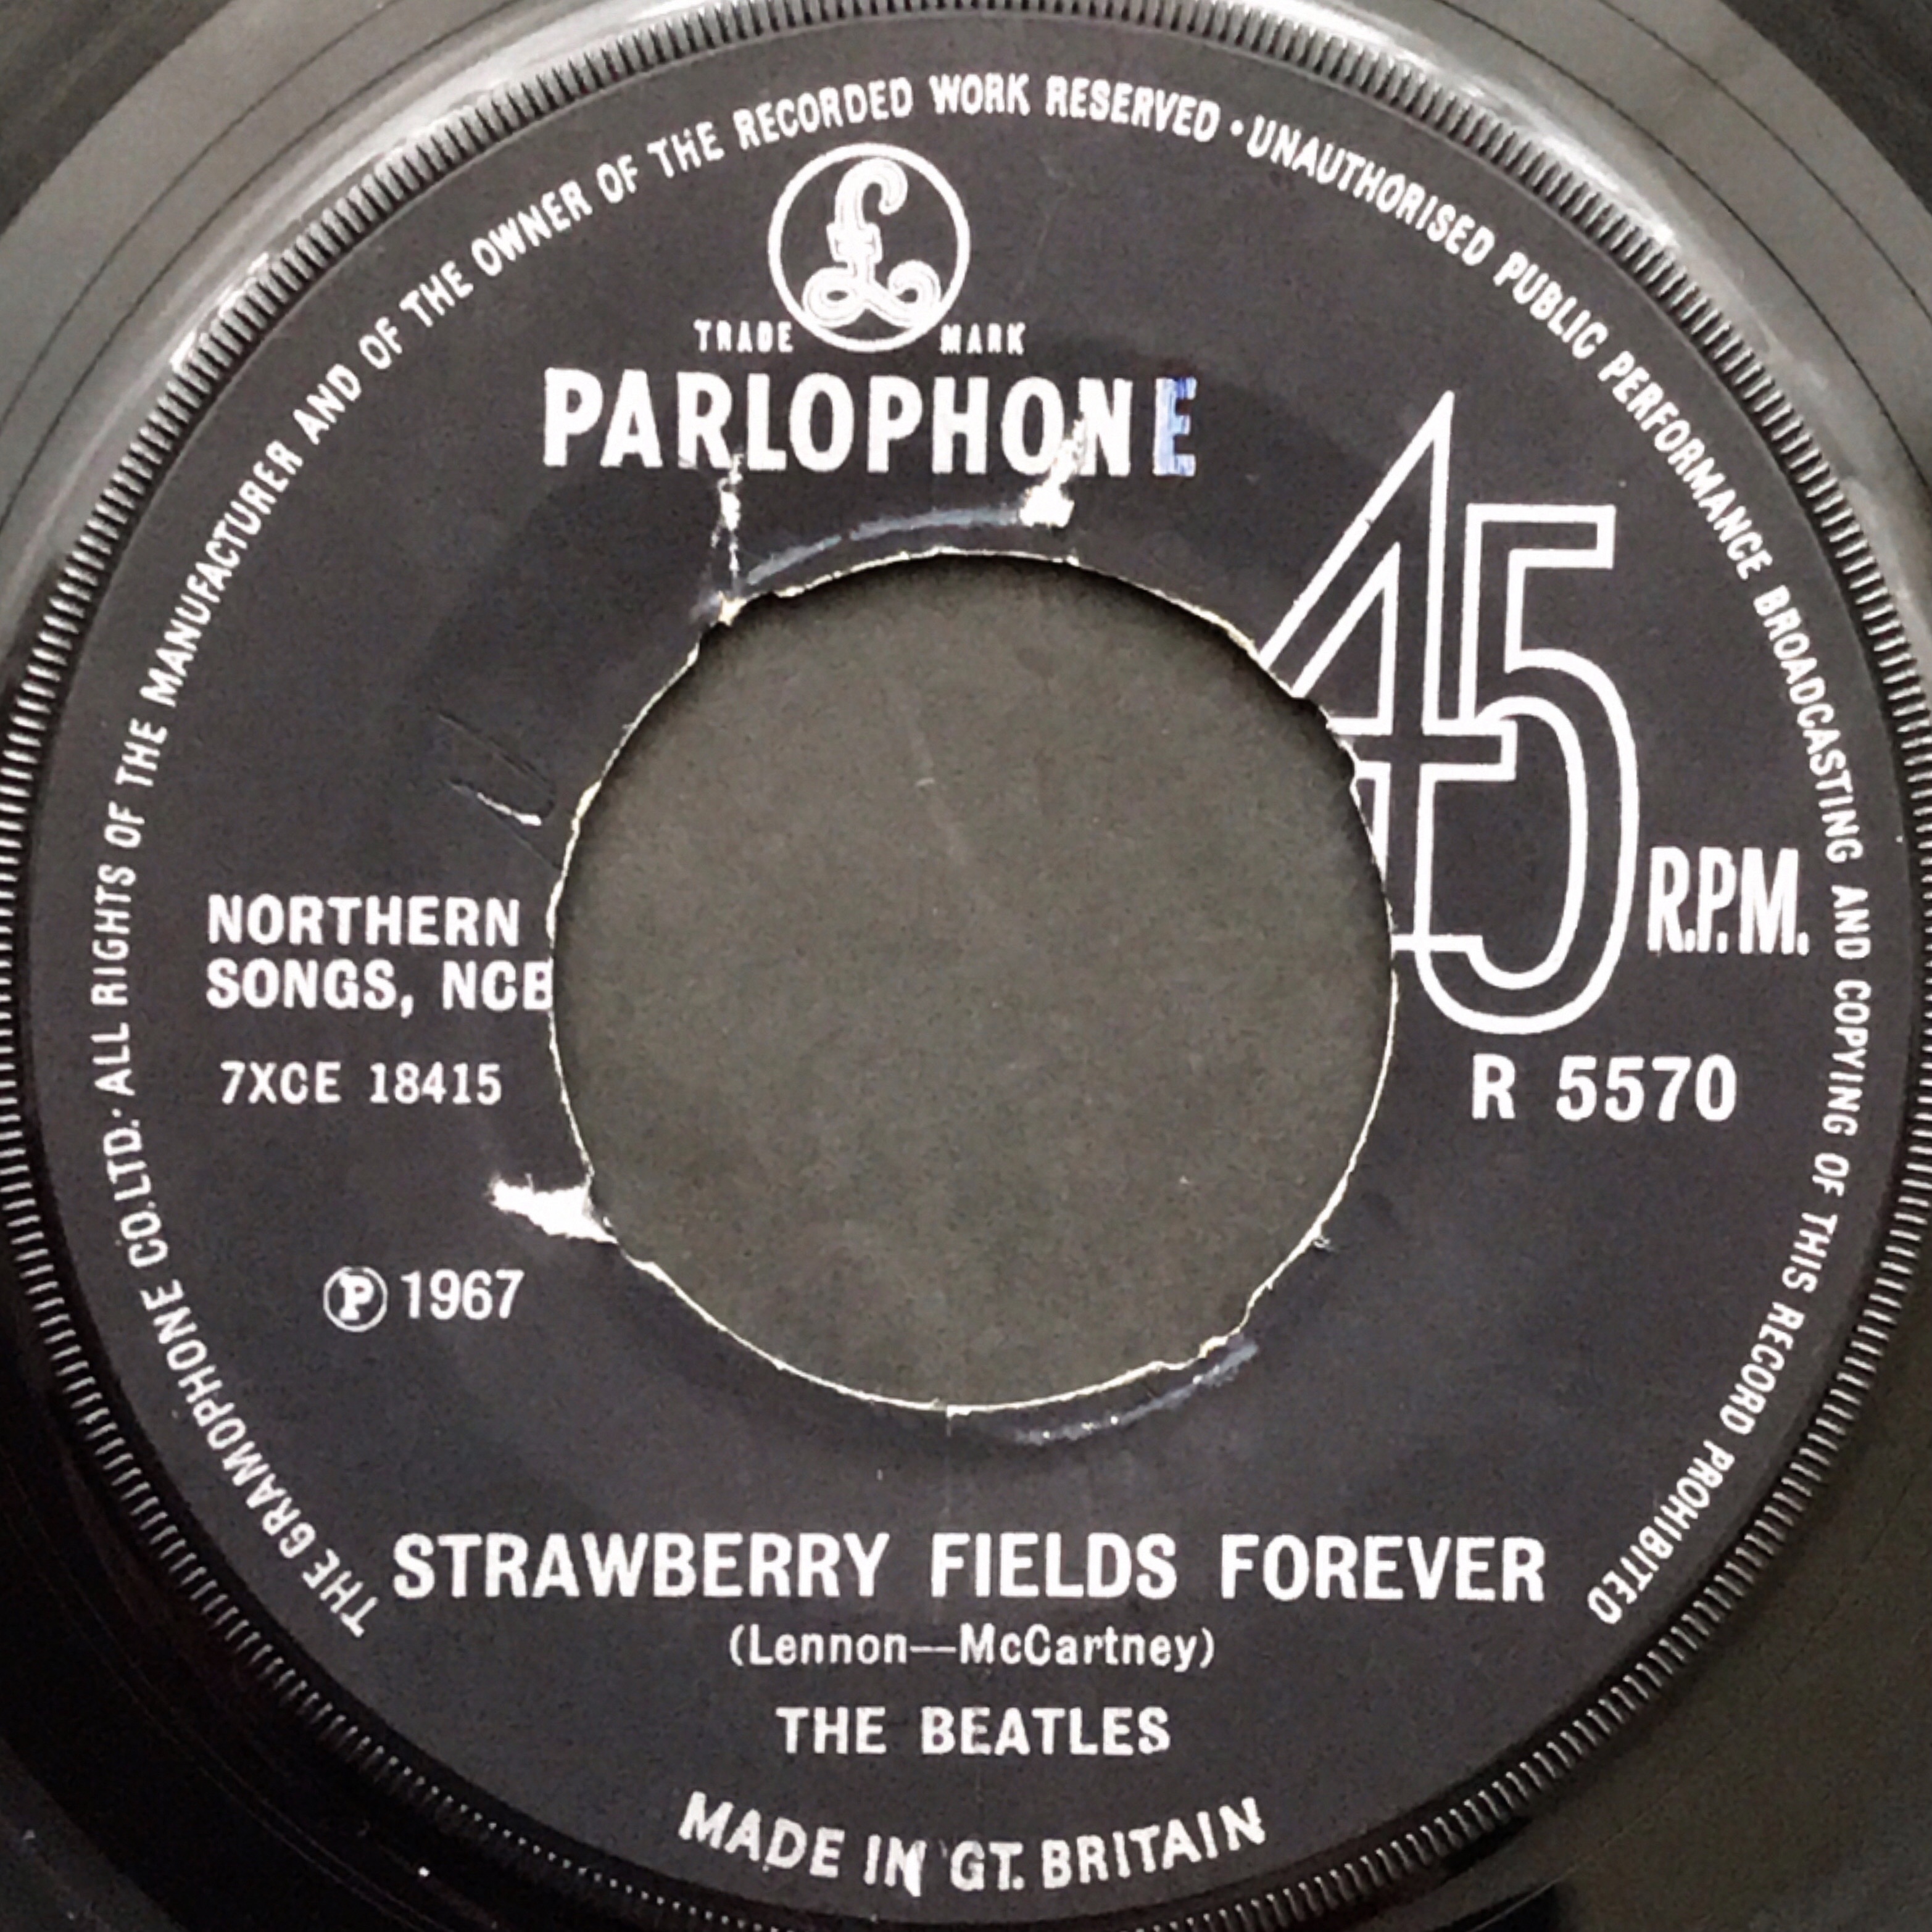 THE GRAMOPHONE CO.LTD. · ALL RIGHTS OF THE MANUFACTURER AND OF THE OWNER OF THE RECORDED WORK RESERVED · UNAUTHORISED PUBLIC PERFORMANCE BROADCASTING AND COPYING OF THIS RECORD PROHIBITED
£
TRADE MARK
PARLOPHONE
45 R.P.M.
NORTHERN
SONGS, NCB
7XCE 18415
R 5570
℗ 1967
STRAWBERRY FIELDS FOREVER
(Lennon—McCartney)
THE BEATLES
MADE IN GT. BRITAIN